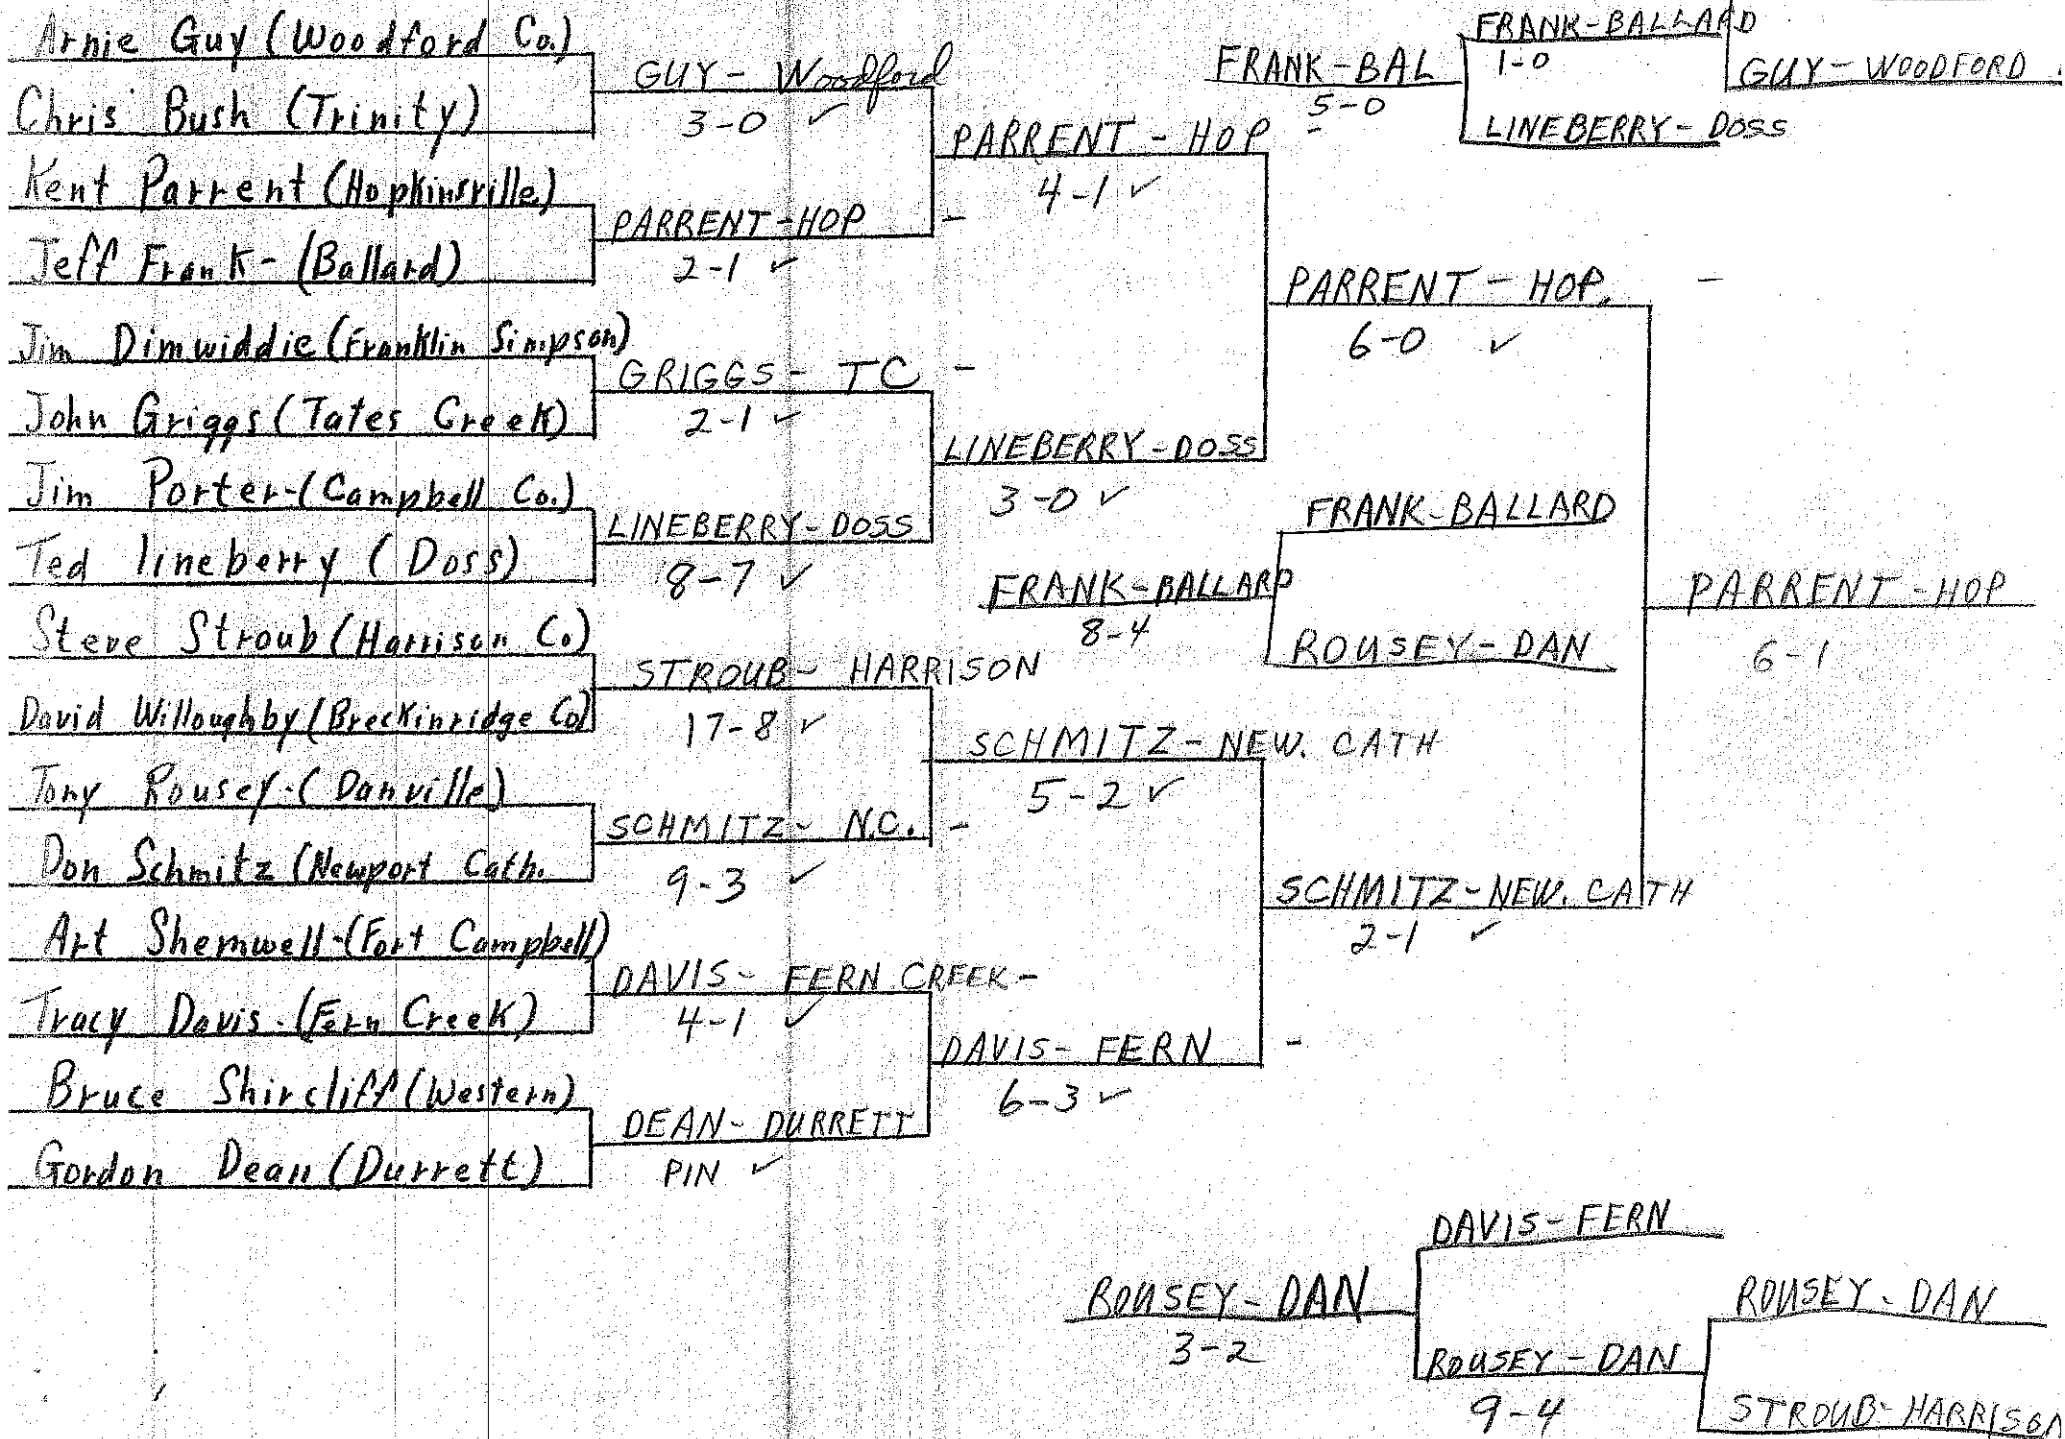 Arnie Guy (Woodford Co.)
Chris Bush (Trinity)
Kent Parrent (Hopkinsville)
Jeff Frank - (Ballard)
Jim Dimwiddie (Franklin Simpson)
John Griggs (Tates Creek)
Jim Porter - (Campbell Co.)
Ted lineberry (Doss)
Steve Stroub (Harrison Co)
David Willoughby (Breckinridge Co)
Tony Rousey - (Danville)
Don Schmitz (Newport Cath.
Art Shemwell - (Fort Campbell)
Tracy Davis - (Fern Creek)
Bruce Shircliff (Western)
Gordon Dean (Durrett)
GUY - Woodford
3-0 ✓
PARRENT - HOP -
2-1 ✓
GRIGGS - TC -
2-1 ✓
LINEBERRY - DOSS
8-7 ✓
STROUB - HARRISON
17-8 ✓
SCHMITZ - N.C. -
9-3 ✓
DAVIS - FERN CREEK -
4-1 ✓
DEAN - DURRETT
PIN ✓
PARRENT - HOP -
4-1 ✓
LINEBERRY - DOSS
3-0 ✓
SCHMITZ - NEW. CATH
5-2 ✓
DAVIS - FERN -
6-3 ✓
PARRENT - HOP. -
6-0 ✓
SCHMITZ - NEW. CATH
2-1 ✓
PARRENT - HOP
6-1
FRANK - BAL
5-0
FRANK - BALLARD
1-0
LINEBERRY - DOSS
GUY - WOODFORD
FRANK - BALLARD
8-4
FRANK - BALLARD
ROUSEY - DAN
ROUSEY - DAN
3-2
DAVIS - FERN
ROUSEY - DAN
9-4
ROUSEY - DAN
STROUB - HARRISON